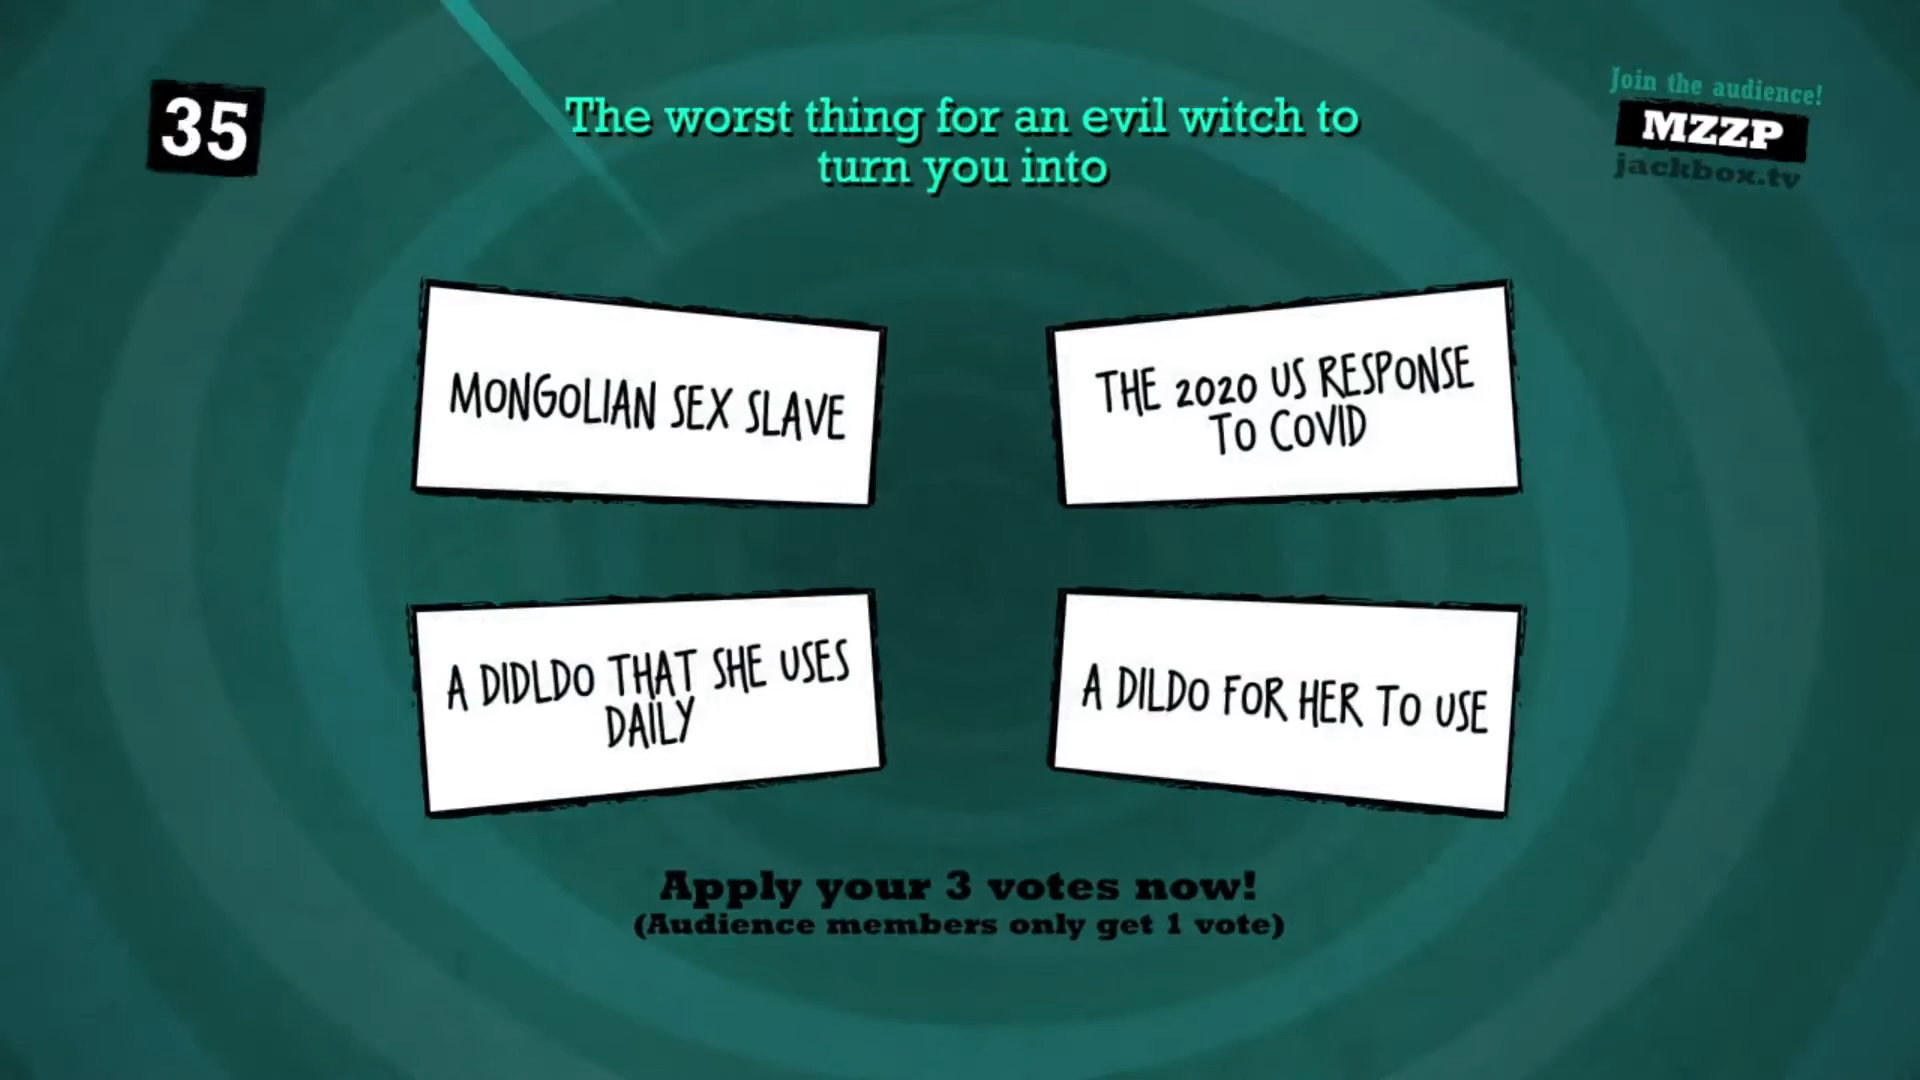 35
The worst thing for an evil witch to
turn you into
Join the audience!
MZZP
jackbox.tv
MONGOLIAN SEX SLAVE
THE 2020 US RESPONSE
TO COVID
A DIDLDO THAT SHE USES
DAILY
A DILDO FOR HER TO USE
Apply your 3 votes now!
(Audience members only get 1 vote)